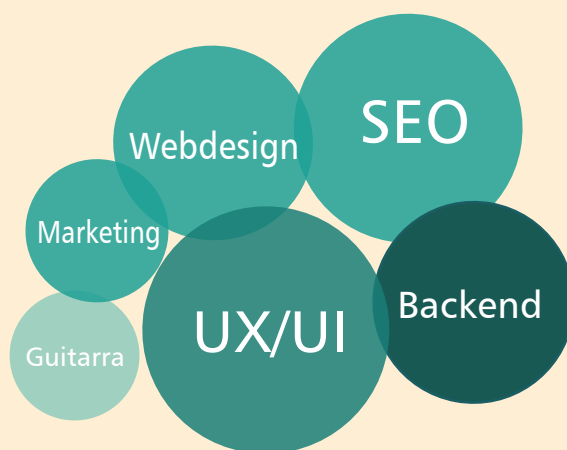 SEO
Webdesign
Marketing
Backend
UX/UI
Guitarra